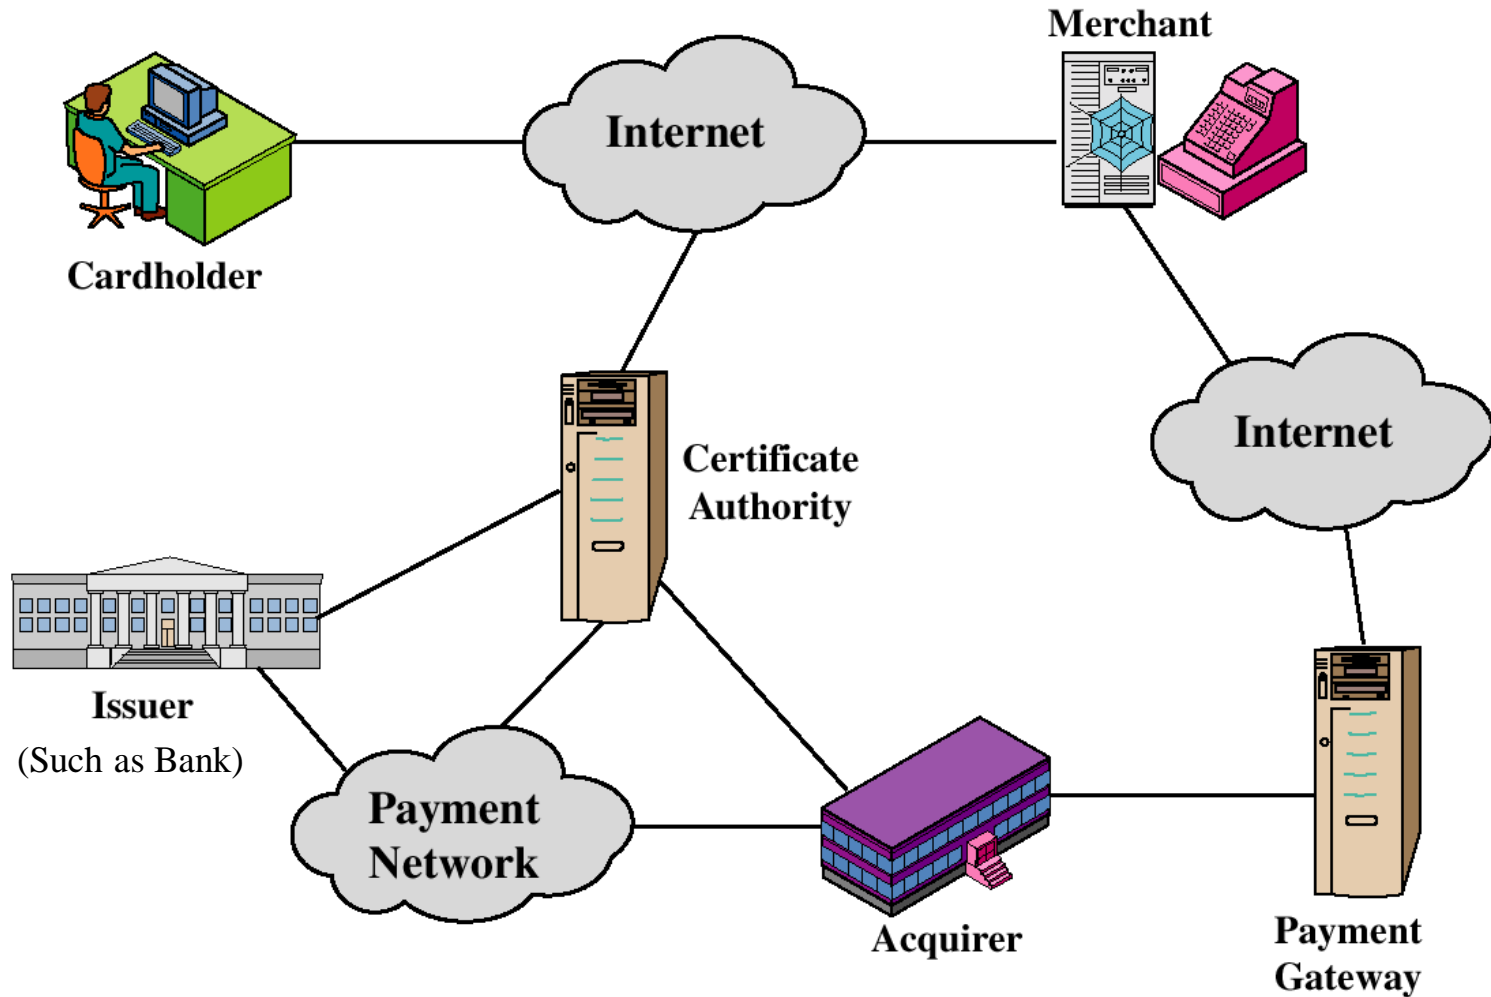 Merchant
Internet
Cardholder
Internet
Certificate
Authority
Issuer
(Such as Bank)
Payment
Network
Acquirer
Payment
Gateway